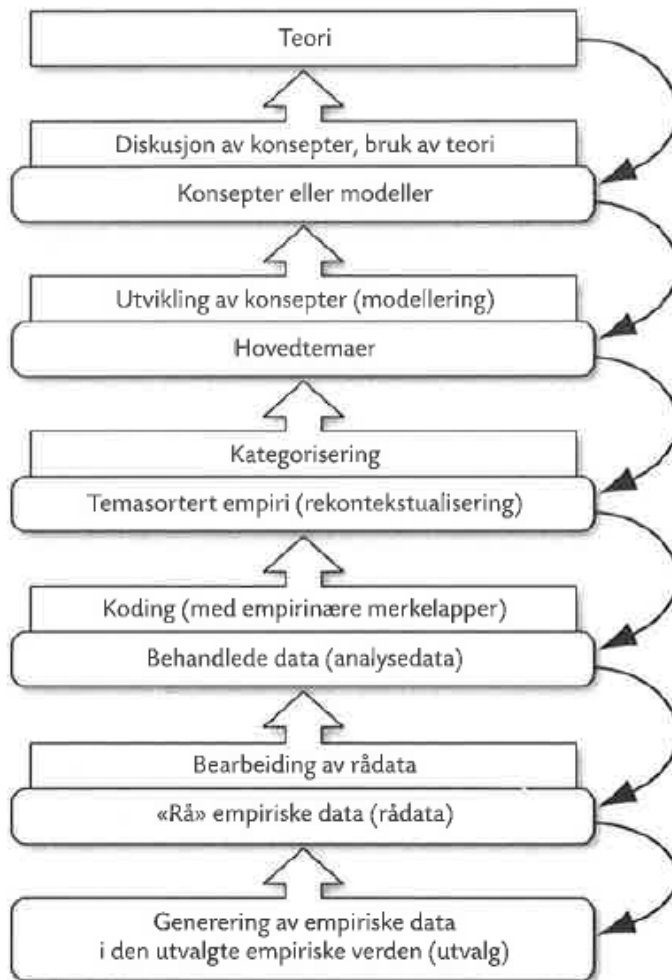 Teori
Diskusjon av konsepter, bruk av teori
Konsepter eller modeller
Utvikling av konsepter (modellering)
Hovedtemaer
Kategorisering
Temasortert empiri (rekontekstualisering)
Koding (med empirinære merkelapper)
Behandlede data (analysedata)
Bearbeiding av rådata
«Rå» empiriske data (rådata)
Generering av empiriske data
i den utvalgte empiriske verden (utvalg)